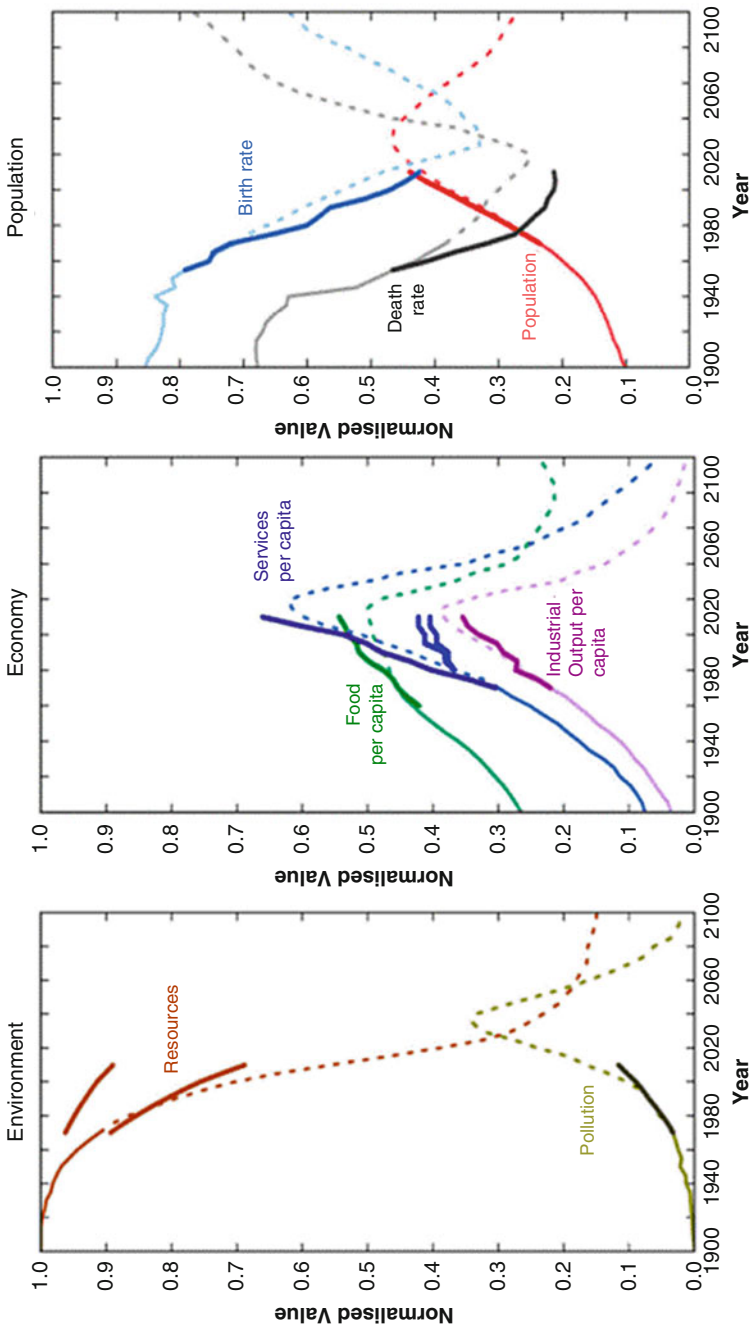 Environment
1.0
0.9
0.8
0.7
0.6
0.5
0.4
0.3
0.2
0.1
0.0
Normalised Value
Resources
Pollution
1900 1940 1980 2020 2060 2100
Year
Economy
1.0
0.9
0.8
0.7
0.6
0.5
0.4
0.3
0.2
0.1
0.0
Normalised Value
Services
per capita
Food
per capita
Industrial
Output per
capita
1900 1940 1980 2020 2060 2100
Year
Population
1.0
0.9
0.8
0.7
0.6
0.5
0.4
0.3
0.2
0.1
0.0
Normalised Value
Birth rate
Death
rate
Population
1900 1940 1980 2020 2060 2100
Year